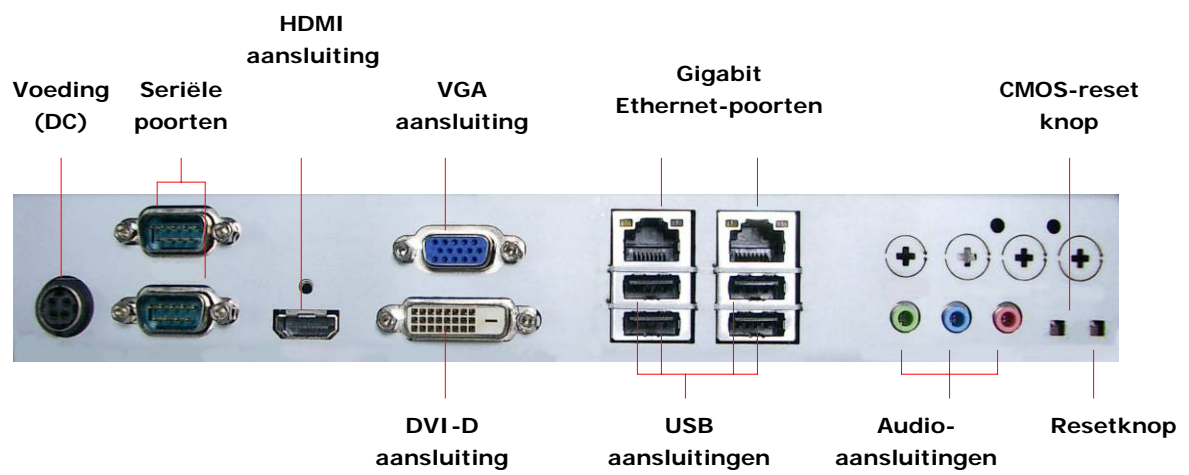 HDMI
aansluiting
Voeding
(DC)
Seriële
poorten
VGA
aansluiting
Gigabit
Ethernet-poorten
CMOS-reset
knop
DVI-D
aansluiting
USB
aansluitingen
Audio-
aansluitingen
Resetknop